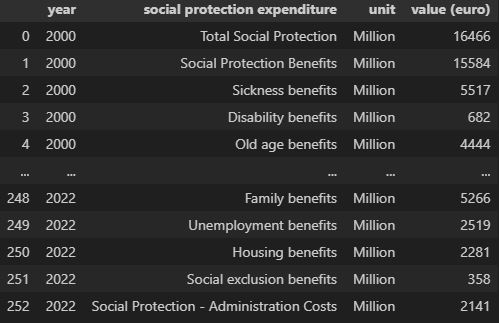 year social protection expenditure unit value (euro)
0 2000 Total Social Protection Million 16466
1 2000 Social Protection Benefits Million 15584
2 2000 Sickness benefits Million 5517
3 2000 Disability benefits Million 682
4 2000 Old age benefits Million 4444
... ... ... ... ...
248 2022 Family benefits Million 5266
249 2022 Unemployment benefits Million 2519
250 2022 Housing benefits Million 2281
251 2022 Social exclusion benefits Million 358
252 2022 Social Protection - Administration Costs Million 2141